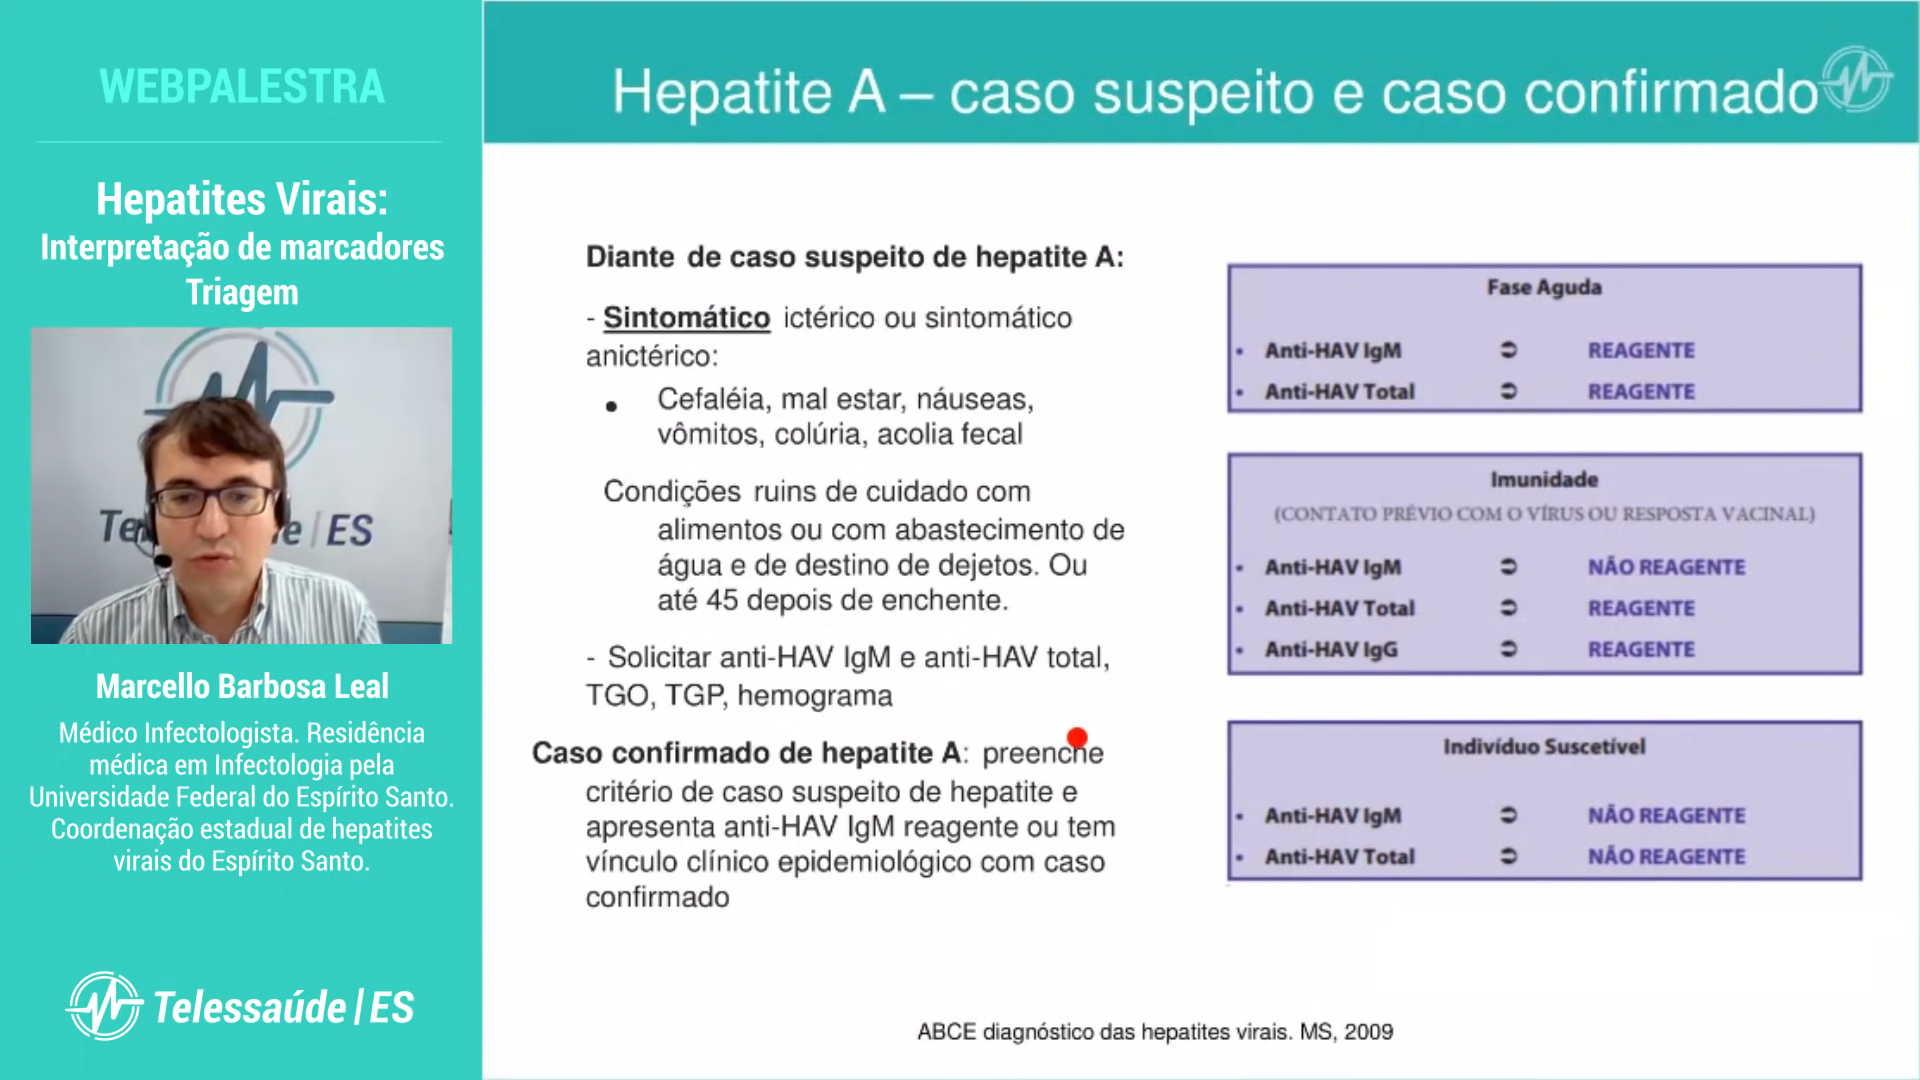 WEBPALESTRA
Hepatites Virais:
Interpretação de marcadores
Triagem
Te e | ES
Marcello Barbosa Leal
Médico Infectologista. Residência
médica em Infectologia pela
Universidade Federal do Espírito Santo.
Coordenação estadual de hepatites
virais do Espírito Santo.
Telessaúde | ES
Hepatite A – caso suspeito e caso confirmado
Diante de caso suspeito de hepatite A:
- Sintomático ictérico ou sintomático
anictérico:
• Cefaléia, mal estar, náuseas,
vômitos, colúria, acolia fecal
Condições ruins de cuidado com
alimentos ou com abastecimento de
água e de destino de dejetos. Ou
até 45 depois de enchente.
- Solicitar anti-HAV IgM e anti-HAV total,
TGO, TGP, hemograma
Caso confirmado de hepatite A: preenche
critério de caso suspeito de hepatite e
apresenta anti-HAV IgM reagente ou tem
vínculo clínico epidemiológico com caso
confirmado
Fase Aguda
• Anti-HAV IgM ➲ REAGENTE
• Anti-HAV Total ➲ REAGENTE
Imunidade
(CONTATO PRÉVIO COM O VÍRUS OU RESPOSTA VACINAL)
• Anti-HAV IgM ➲ NÃO REAGENTE
• Anti-HAV Total ➲ REAGENTE
• Anti-HAV IgG ➲ REAGENTE
Indivíduo Suscetível
• Anti-HAV IgM ➲ NÃO REAGENTE
• Anti-HAV Total ➲ NÃO REAGENTE
ABCE diagnóstico das hepatites virais. MS, 2009